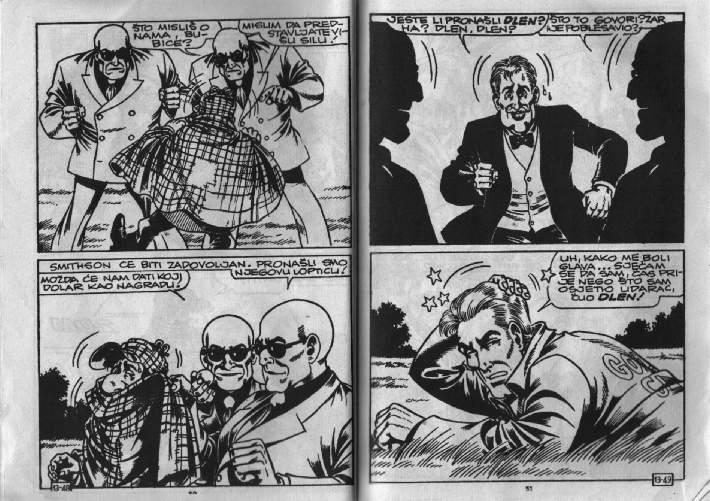 ŠTO MISLIŠ O
NAMA, BU-
BICE?
MISLIM DA PRED-
STAVLJATE VI-
ŠU SILU!
SMITHSON ĆE BITI ZADOVOLJAN. PRONAŠLI SMO
NJEGOVU LOPTICU!
MOŽDA ĆE NAM DATI KOJI
DOLAR KAO NAGRADU!
JESTE LI PRONAŠLI DLEN?
HA? DLEN, DLEN?
ŠTO TO GOVORI? ZAR
JE POBLESAVIO?
UH, KAKO ME BOLI
GLAVA... SJEĆAM
SE DA SAM, ČAS PRI-
JE NEGO ŠTO SAM
OSJETIO UDARAC,
ČUO DLEN!
13-49
51